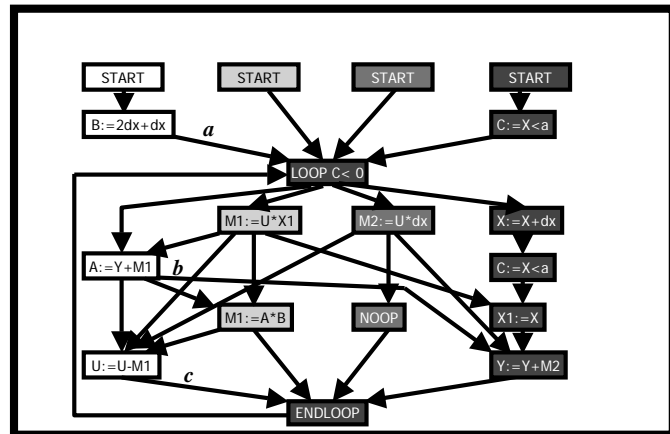 START
START
START
START
B:=2dx+dx
a
C:=X<a
LOOP C< 0
M1:=U*X1
M2:=U*dx
X:=X+dx
A:=Y+M1
b
C:=X<a
M1:=A*B
NOOP
X1:=X
U:=U-M1
c
Y:=Y+M2
ENDLOOP